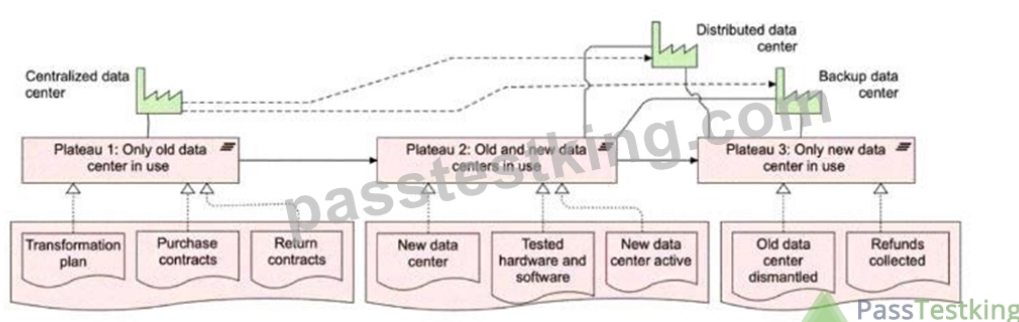 Distributed data
center
Centralized data
center
Backup data
center
Plateau 1: Only old data
center in use
Plateau 2: Old and new data
centers in use
Plateau 3: Only new data
center in use
passtestking.com
Transformation
plan
Purchase
contracts
Return
contracts
New data
center
Tested
hardware and
software
New data
center active
Old data
center
dismantled
Refunds
collected
PassTestking